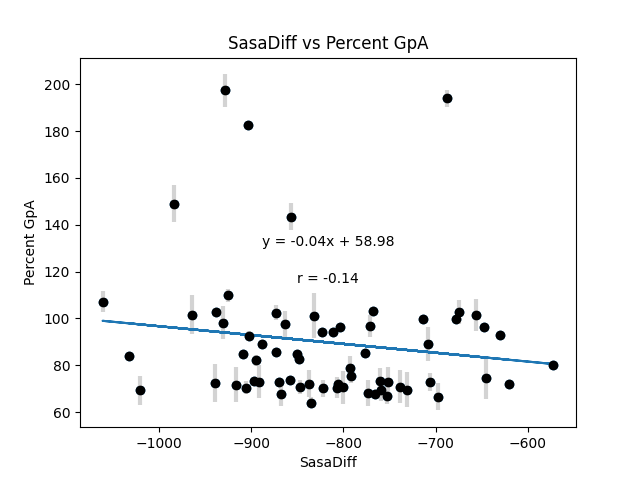 SasaDiff vs Percent GpA
200
180
160
140
120
100
80
60
Percent GpA
y = -0.04x + 58.98
r = -0.14
−1000
−900
−800
−700
−600
SasaDiff